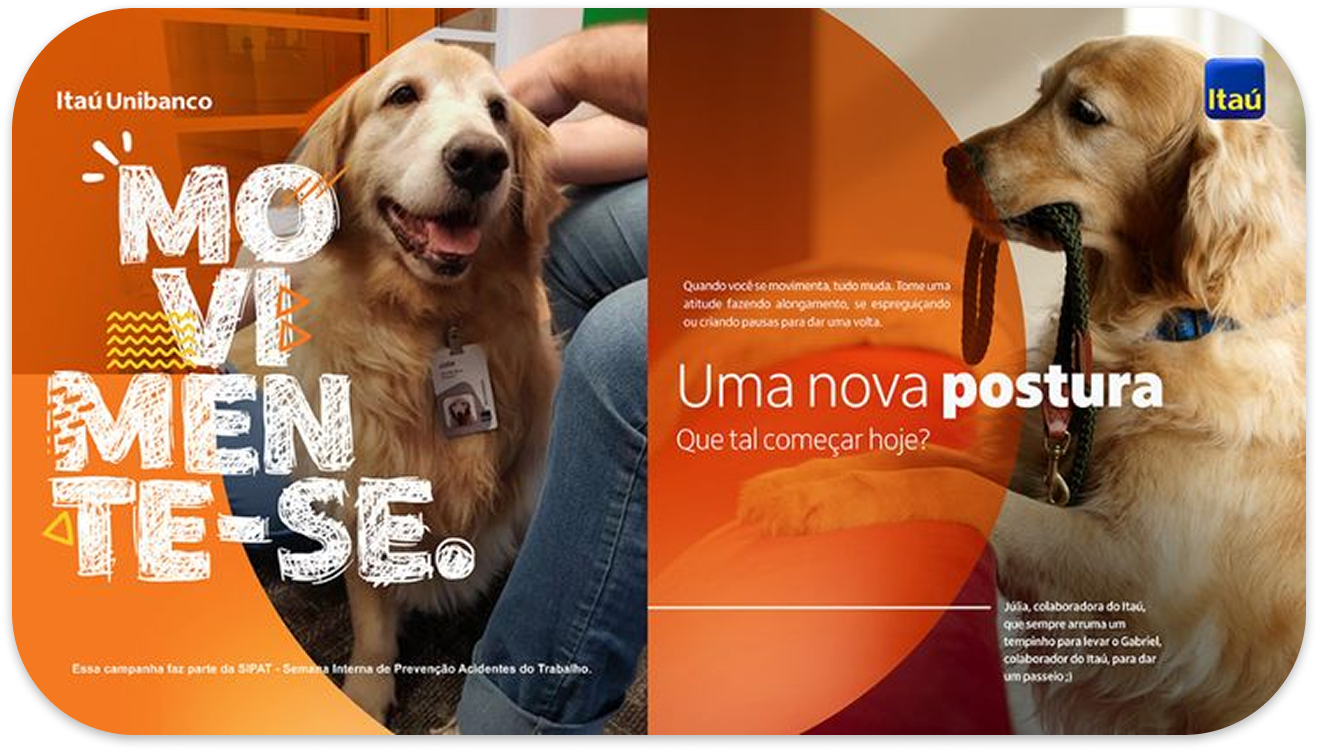 Itaú Unibanco
MO
VI
MEN
TE-SE.
Essa campanha faz parte da SIPAT - Semana Interna de Prevenção Acidentes do Trabalho.
Itaú
Quando você se movimenta, tudo muda. Tome uma
atitude fazendo alongamento, se espreguiçando
ou criando pausas para dar uma volta.
Uma nova postura
Que tal começar hoje?
Júlia, colaboradora do Itaú,
que sempre arruma um
tempinho para levar o Gabriel,
colaborador do Itaú, para dar
um passeio ;)